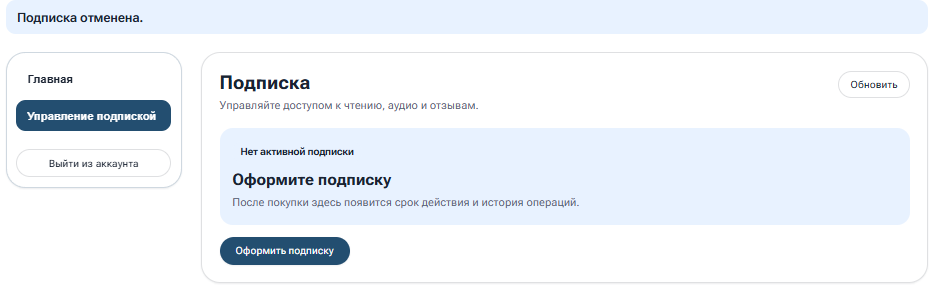 Подписка отменена.
Главная
Управление подпиской
Выйти из аккаунта
Подписка
Обновить
Управляйте доступом к чтению, аудио и отзывам.
Нет активной подписки
Оформите подписку
После покупки здесь появится срок действия и история операций.
Оформить подписку